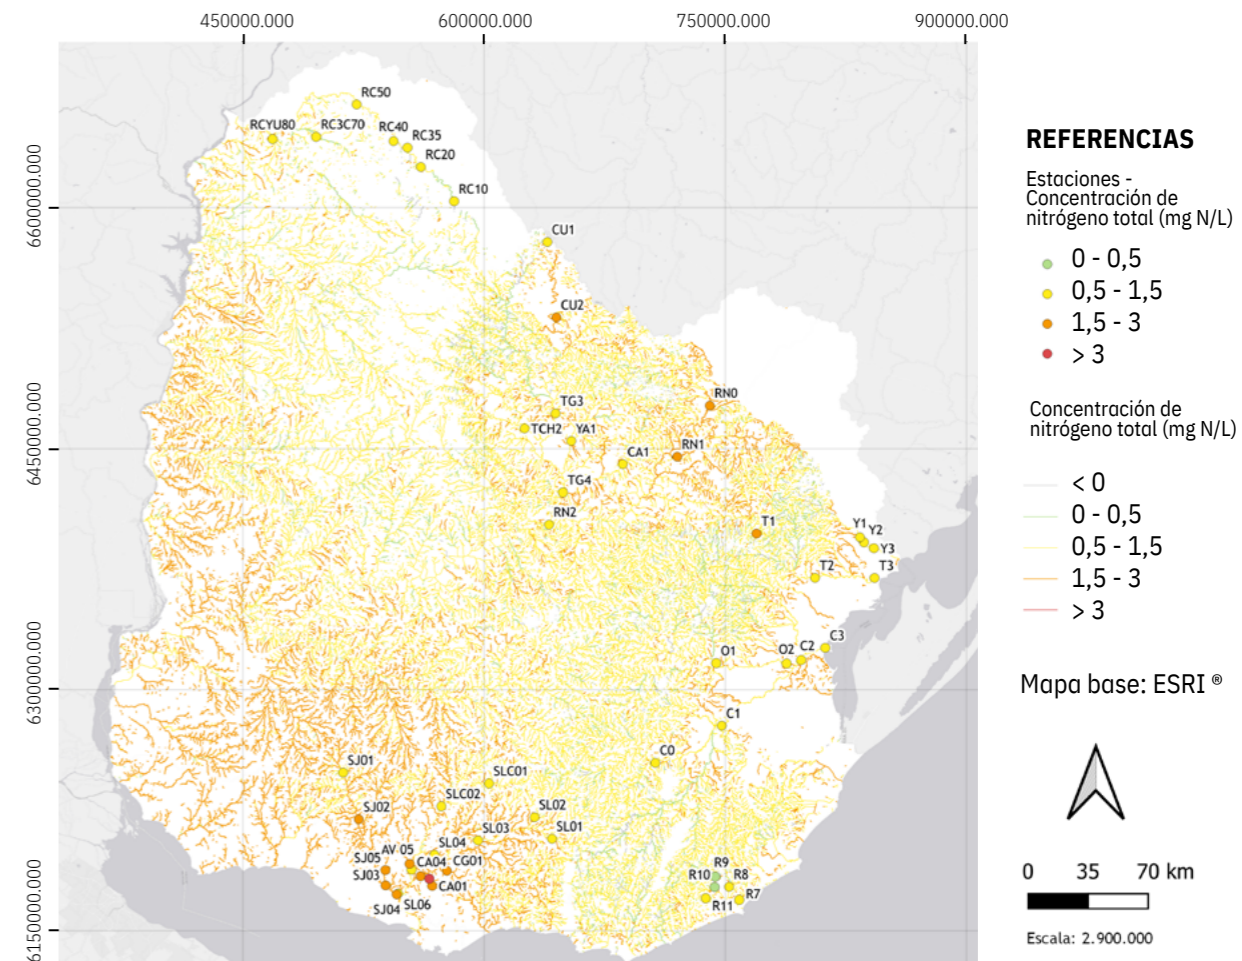 450000.000 600000.000 750000.000 900000.000
6600000.000
6450000.000
6300000.000
6150000.000
RC50
RCYU80
RC3C70
RC40
RC35
RC20
RC10
CU1
CU2
RN0
TG3
TCH2
YA1
RN1
CA1
TG4
RN2
T1
Y1
Y2
Y3
T2
T3
C3
O1
O2
C2
C1
C0
SJ01
SLC01
SLC02
SJ02
SL02
SL01
SL03
SL04
AV 05
SJ05
CA04
CG01
SJ03
CA01
SJ04
SL06
R9
R10
R8
R7
R11
REFERENCIAS
Estaciones -
Concentración de
nitrógeno total (mg N/L)
0 - 0,5
0,5 - 1,5
1,5 - 3
> 3
Concentración de
nitrógeno total (mg N/L)
< 0
0 - 0,5
0,5 - 1,5
1,5 - 3
> 3
Mapa base: ESRI ®
0 35 70 km
Escala: 2.900.000